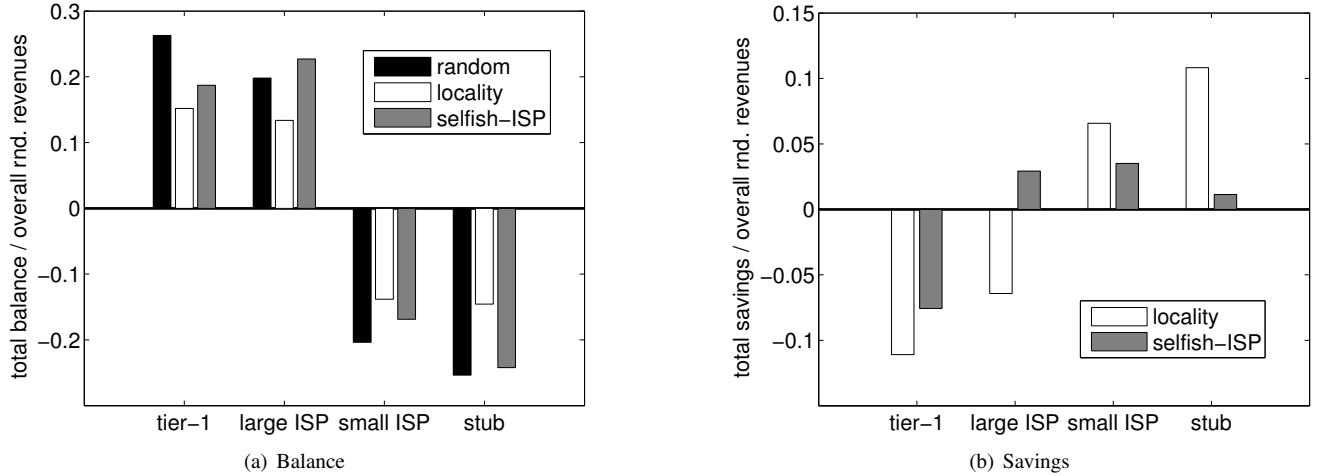 0.3
0.2
0.1
0
−0.1
−0.2
total balance / overall rnd. revenues
random
locality
selfish−ISP
tier−1 large ISP small ISP stub
(a) Balance
0.15
0.1
0.05
0
−0.05
−0.1
total savings / overall rnd. revenues
locality
selfish−ISP
tier−1 large ISP small ISP stub
(b) Savings